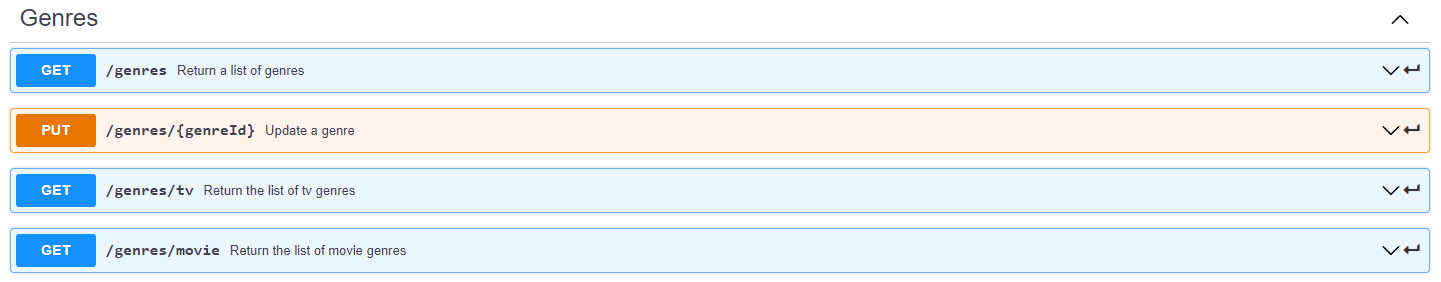 Genres
GET /genres Return a list of genres
PUT /genres/{genreId} Update a genre
GET /genres/tv Return the list of tv genres
GET /genres/movie Return the list of movie genres